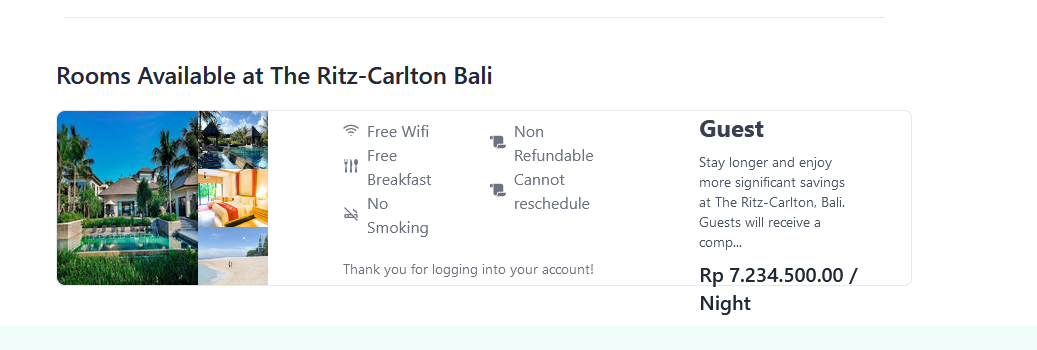 Rooms Available at The Ritz-Carlton Bali
Free Wifi
Free
Breakfast
No
Smoking
Non
Refundable
Cannot
reschedule
Thank you for logging into your account!
Guest
Stay longer and enjoy
more significant savings
at The Ritz-Carlton, Bali.
Guests will receive a
comp...
Rp 7.234.500.00 /
Night